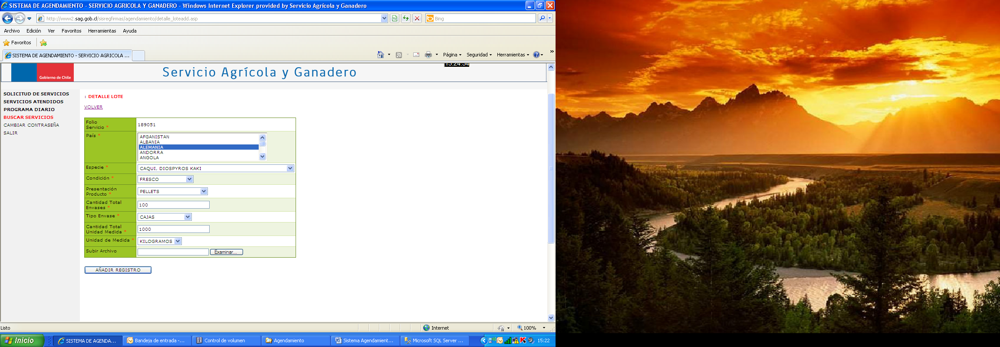 SISTEMA DE AGENDAMIENTO - SERVICIO AGRICOLA Y GANADERO - Windows Internet Explorer provided by Servicio Agrícola y Ganadero
http://www2.sag.gob.cl/sisregfirmas/agendamiento/detalle_loteadd.asp
Bing
Archivo Edición Ver Favoritos Herramientas Ayuda
Favoritos
SISTEMA DE AGENDAMIENTO - SERVICIO AGRICOLA ...
Página Seguridad Herramientas
Gobierno de Chile
Servicio Agrícola y Ganadero
15:24:54
SOLICITUD DE SERVICIOS
SERVICIOS ATENDIDOS
PROGRAMA DIARIO
BUSCAR SERVICIOS
CAMBIAR CONTRASEÑA
SALIR
: DETALLE LOTE
VOLVER
Folio
Servicio *
189051
País *
AFGANISTAN
ALBANIA
ALEMANIA
ANDORRA
ANGOLA
Especie *
CAQUI, DIOSPYROS KAKI
Condición *
FRESCO
Presentación
Producto *
PELLETS
Cantidad Total
Envases *
100
Tipo Envase *
CAJAS
Cantidad Total
Unidad Medida *
1000
Unidad de Medida *
KILOGRAMOS
Subir Archivo
Examinar...
AÑADIR REGISTRO
Listo
Internet
100%
Inicio
SISTEMA DE AGENDA...
Bandeja de entrada -...
Control de volumen
Agendamiento
Sistema Agendamient...
Microsoft SQL Server ...
15:22